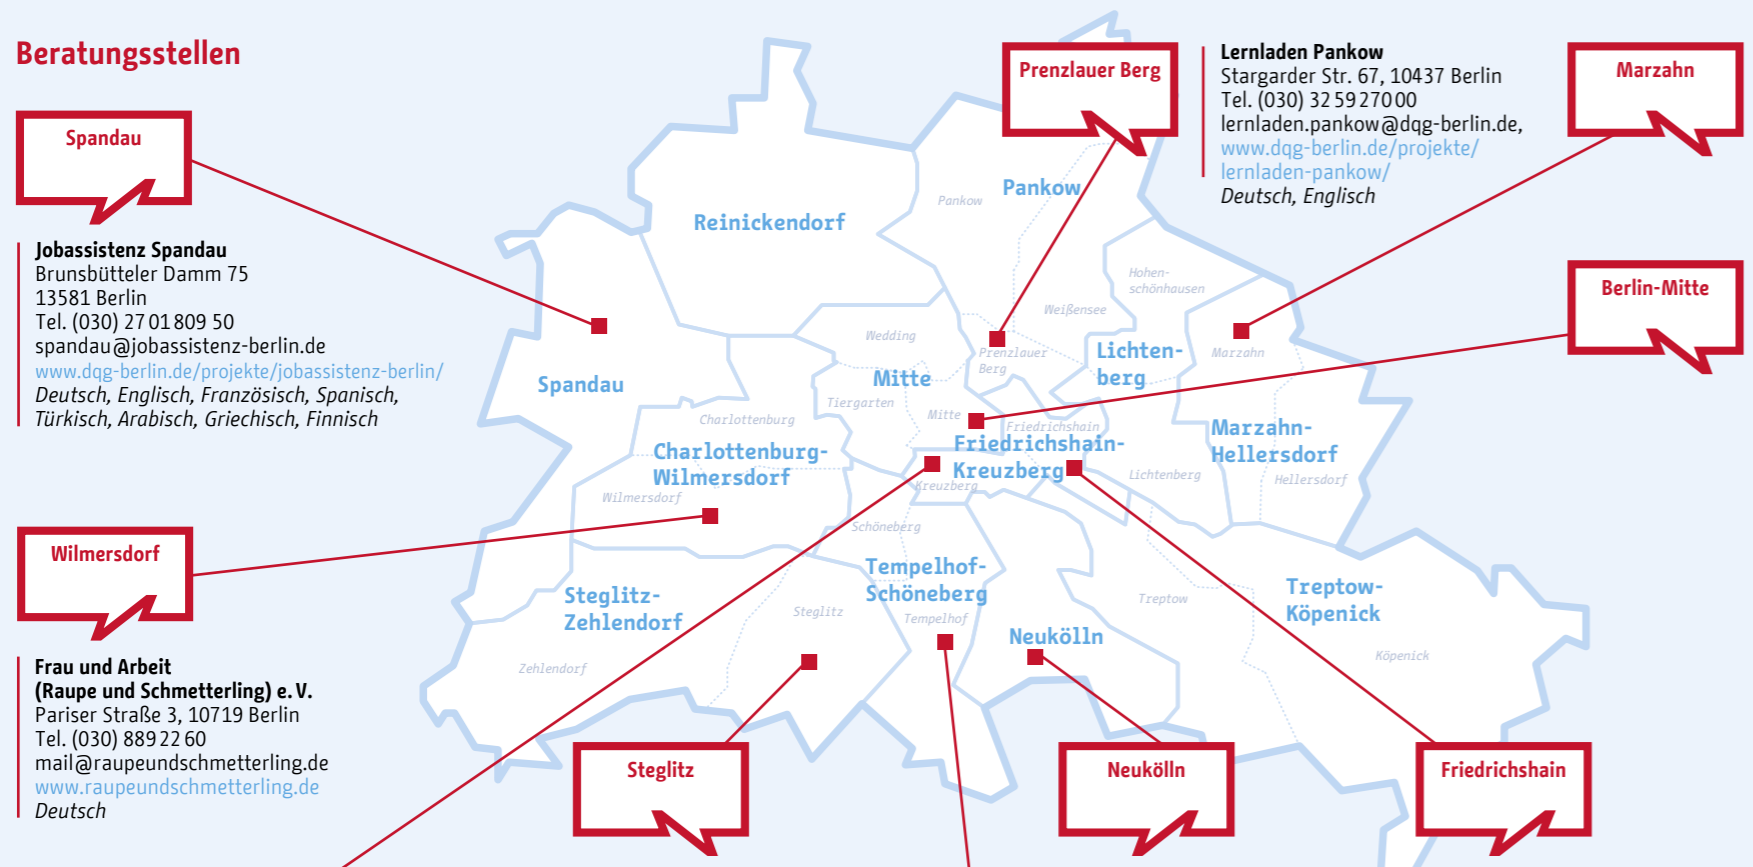 Beratungsstellen
Spandau
Jobassistenz Spandau
Brunsbütteler Damm 75
13581 Berlin
Tel. (030) 27 01 809 50
spandau@jobassistenz-berlin.de
www.dqg-berlin.de/projekte/jobassistenz-berlin/
Deutsch, Englisch, Französisch, Spanisch,
Türkisch, Arabisch, Griechisch, Finnisch
Wilmersdorf
Frau und Arbeit
(Raupe und Schmetterling) e. V.
Pariser Straße 3, 10719 Berlin
Tel. (030) 889 22 60
mail@raupeundschmetterling.de
www.raupeundschmetterling.de
Deutsch
Prenzlauer Berg
Lernladen Pankow
Stargarder Str. 67, 10437 Berlin
Tel. (030) 32 59 270 00
lernladen.pankow@dqg-berlin.de,
www.dqg-berlin.de/projekte/
lernladen-pankow/
Deutsch, Englisch
Marzahn
Berlin-Mitte
Reinickendorf
Pankow
Pankow
Hohen-
schönhausen
Weißensee
Wedding
Prenzlauer
Berg
Lichten-
berg
Marzahn
Spandau
Mitte
Tiergarten
Mitte
Charlottenburg
Friedrichshain
Charlottenburg-
Wilmersdorf
Friedrichshain-
Kreuzberg
Marzahn-
Hellersdorf
Kreuzberg
Lichtenberg
Hellersdorf
Wilmersdorf
Schöneberg
Tempelhof-
Schöneberg
Tempelhof
Steglitz-
Zehlendorf
Steglitz
Zehlendorf
Neukölln
Treptow
Treptow-
Köpenick
Köpenick
Steglitz
Neukölln
Friedrichshain